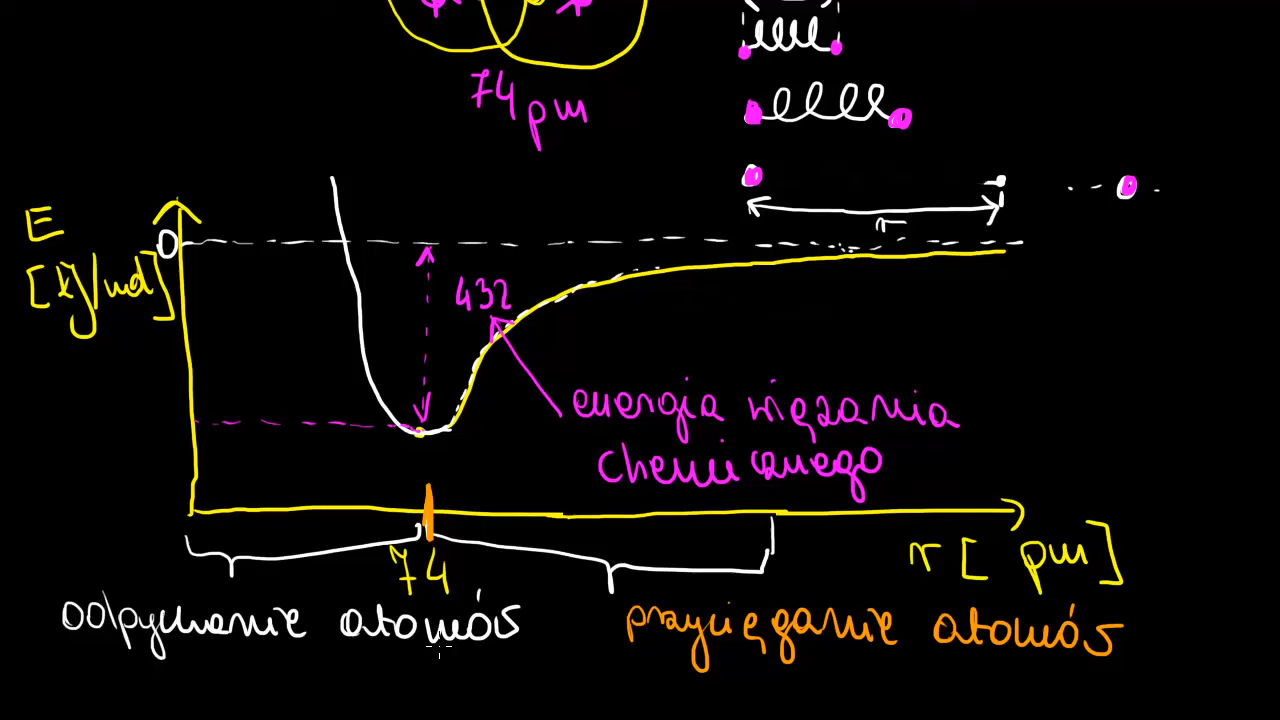 74 pm
r
E
0
[kJ/mol]
432
energia wiązania
chemicznego
74
r [pm]
odpychanie atomów
przyciąganie atomów